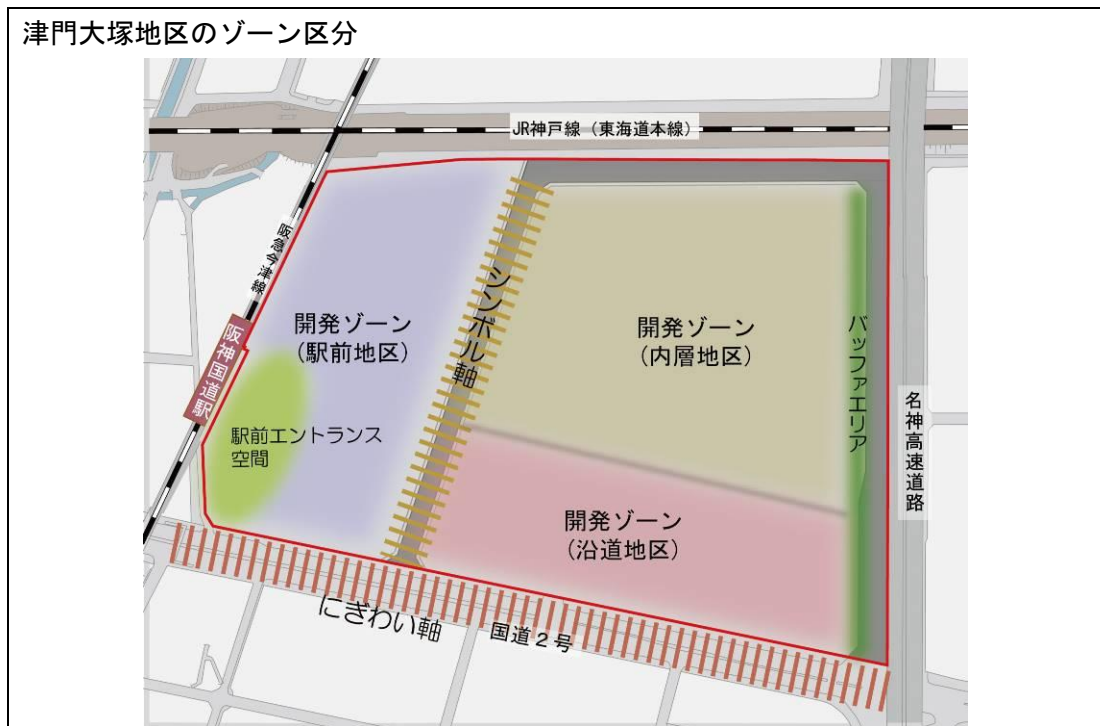 津門大塚地区のゾーン区分
JR神戸線（東海道本線）
阪急今津線
阪神国道駅
開発ゾーン
（駅前地区）
シンボル軸
開発ゾーン
（内層地区）
バッファエリア
名神高速道路
駅前エントランス
空間
開発ゾーン
（沿道地区）
にぎわい軸
国道２号